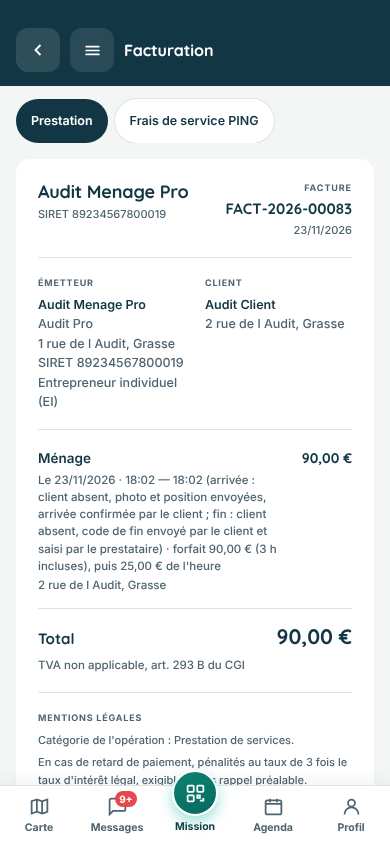 Facturation
Prestation
Frais de service PING
Audit Menage Pro
SIRET 89234567800019
FACTURE
FACT-2026-00083
23/11/2026
ÉMETTEUR
Audit Menage Pro
Audit Pro
1 rue de l Audit, Grasse
SIRET 89234567800019
Entrepreneur individuel
(EI)
CLIENT
Audit Client
2 rue de l Audit, Grasse
Ménage
90,00 €
Le 23/11/2026 · 18:02 — 18:02 (arrivée :
client absent, photo et position envoyées,
arrivée confirmée par le client ; fin : client
absent, code de fin envoyé par le client et
saisi par le prestataire) · forfait 90,00 € (3 h
incluses), puis 25,00 € de l'heure
2 rue de l Audit, Grasse
Total
90,00 €
TVA non applicable, art. 293 B du CGI
MENTIONS LÉGALES
Catégorie de l'opération : Prestation de services.
En cas de retard de paiement, pénalités au taux de 3 fois le
taux d'intérêt légal, rappel préalable.
9+
Carte
Messages
Mission
Agenda
Profil